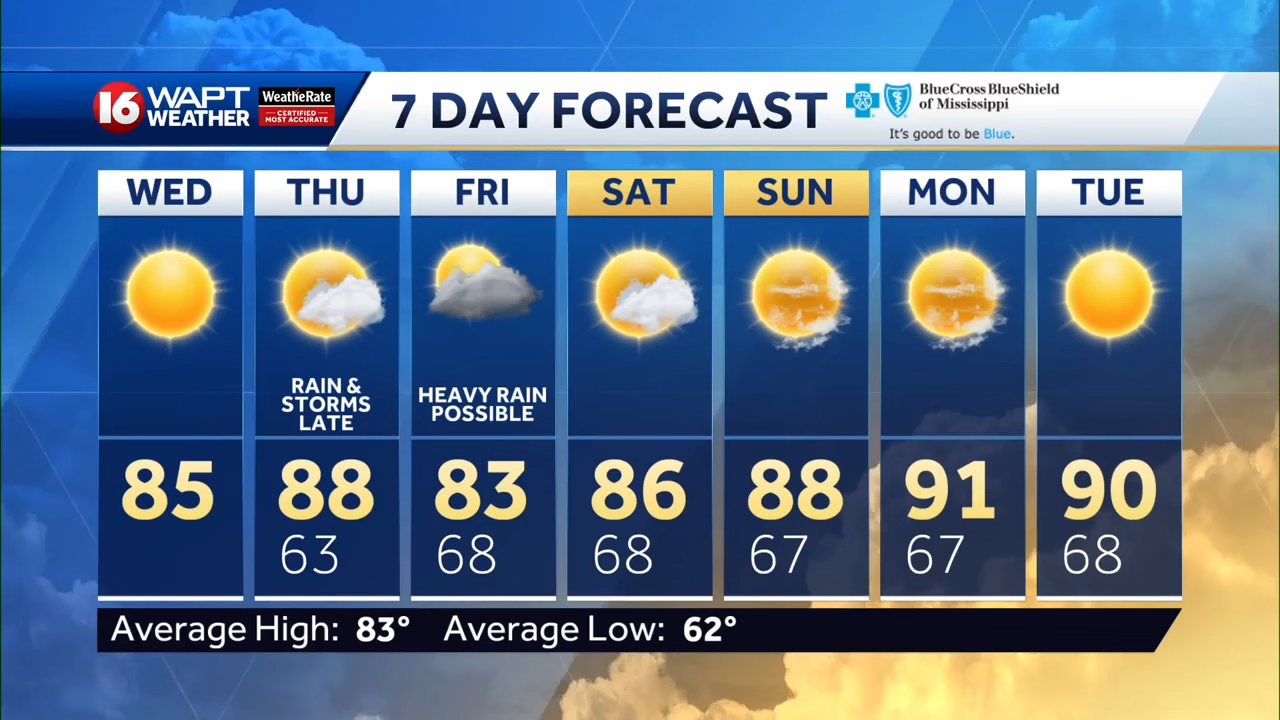 16 WAPT WEATHER
WeatheRate
CERTIFIED
MOST ACCURATE
7 DAY FORECAST
BlueCross BlueShield
of Mississippi
It's good to be Blue.
WED THU FRI SAT SUN MON TUE
RAIN &
STORMS
LATE
HEAVY RAIN
POSSIBLE
85 88 83 86 88 91 90
63 68 68 67 67 68
Average High: 83° Average Low: 62°